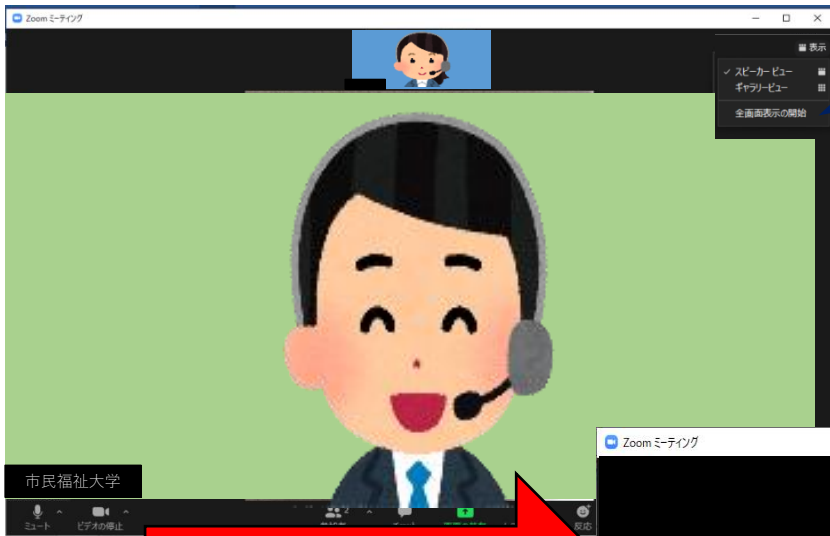 Zoom ミーティング
表示
✓ スピーカー ビュー
ギャラリービュー
全画面表示の開始
Zoom ミーティング
市民福祉大学
ミュート
ビデオの停止
2
反応